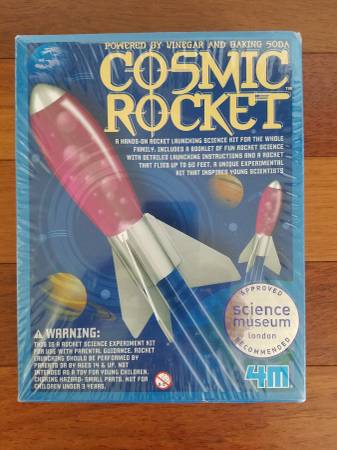 POWERED BY VINEGAR AND BAKING SODA
COSMIC
ROCKET™
A HANDS-ON ROCKET LAUNCHING SCIENCE KIT FOR THE WHOLE
FAMILY. INCLUDES A BOOKLET OF FUN ROCKET SCIENCE
WITH DETAILED LAUNCHING INSTRUCTIONS AND A ROCKET
THAT FLIES UP TO 50 FEET. A UNIQUE EXPERIMENTAL
KIT THAT INSPIRES YOUNG SCIENTISTS
APPROVED
science
museum
london
RECOMMENDED
4M
WARNING:
THIS IS A ROCKET SCIENCE EXPERIMENT KIT
FOR USE WITH PARENTAL GUIDANCE. ROCKET
LAUNCHING SHOULD BE PERFORMED BY
PARENTS OR BY AGES 14 & UP. NOT
INTENDED AS A TOY FOR YOUNG CHILDREN.
CHOKING HAZARD: SMALL PARTS. NOT FOR
CHILDREN UNDER 3 YEARS.